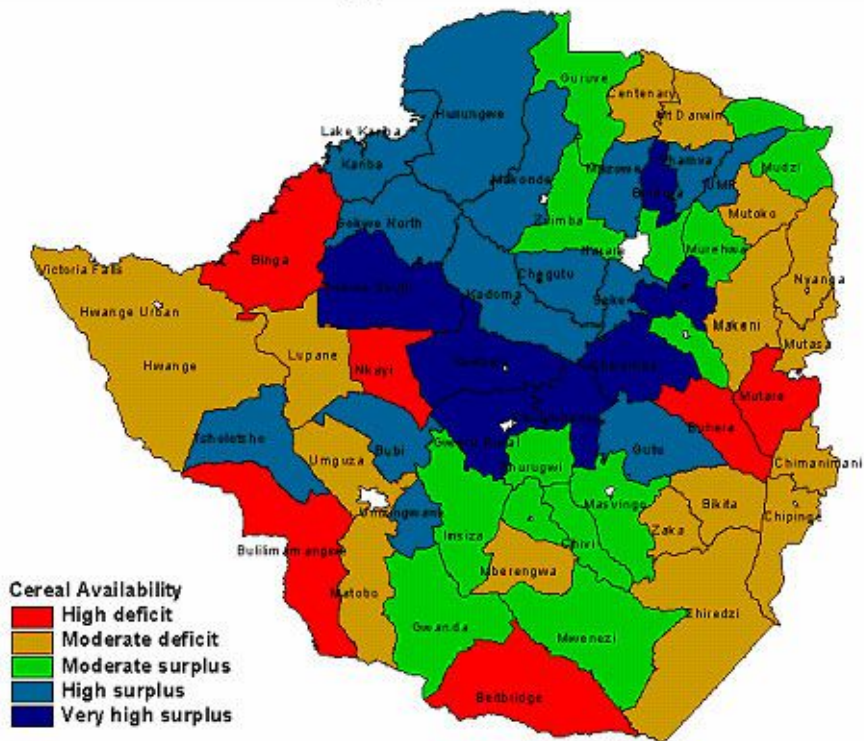 Guruve
Centenary
Mt Darwin
Hurungwe
Lake Kariba
Kariba
Makonde
Mazowe
Shamva
UMP
Mudzi
Zvimba
Mutoko
Gokwe North
Harare
Murehwa
Binga
Victoria Falls
Chegutu
Nyanga
Hwange Urban
Kadoma
Seke
Makoni
Lupane
Mutasa
Hwange
Nkayi
Mutare
Buhera
Tsholotsho
Bubi
Gutu
Umguza
Shurugwi
Chimanimani
Masvingo
Bikita
Umzingwane
Chipinge
Insiza
Zaka
Chivi
Bulilimamangwe
Mberengwa
Cereal Availability
High deficit
Matobo
Chiredzi
Moderate deficit
Gwanda
Mwenezi
Moderate surplus
High surplus
Beitbridge
Very high surplus